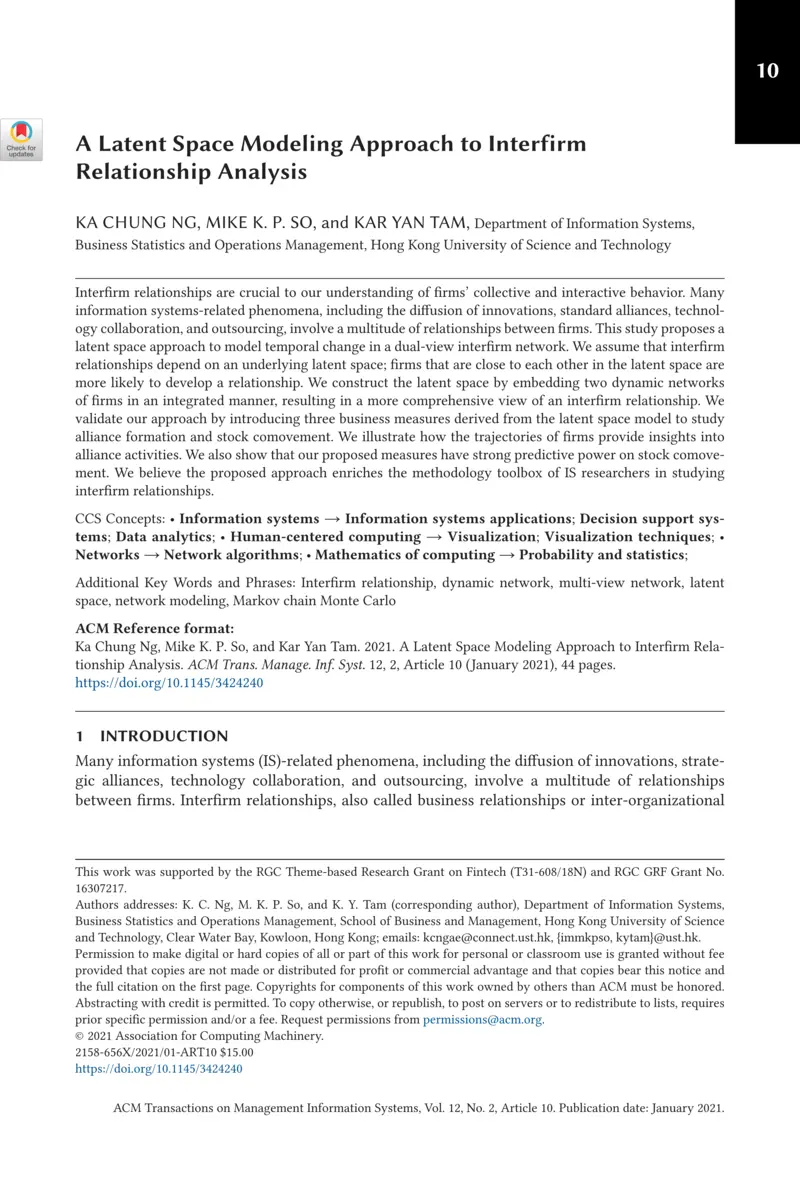 10
Check for
updates
A Latent Space Modeling Approach to Interfirm
Relationship Analysis
KA CHUNG NG, MIKE K. P. SO, and KAR YAN TAM, Department of Information Systems,
Business Statistics and Operations Management, Hong Kong University of Science and Technology
Interfirm relationships are crucial to our understanding of firms' collective and interactive behavior. Many
information systems-related phenomena, including the diffusion of innovations, standard alliances, technol-
ogy collaboration, and outsourcing, involve a multitude of relationships between firms. This study proposes a
latent space approach to model temporal change in a dual-view interfirm network. We assume that interfirm
relationships depend on an underlying latent space; firms that are close to each other in the latent space are
more likely to develop a relationship. We construct the latent space by embedding two dynamic networks
of firms in an integrated manner, resulting in a more comprehensive view of an interfirm relationship. We
validate our approach by introducing three business measures derived from the latent space model to study
alliance formation and stock comovement. We illustrate how the trajectories of firms provide insights into
alliance activities. We also show that our proposed measures have strong predictive power on stock comove-
ment. We believe the proposed approach enriches the methodology toolbox of IS researchers in studying
interfirm relationships.
CCS Concepts: • Information systems → Information systems applications; Decision support sys-
tems; Data analytics; • Human-centered computing → Visualization; Visualization techniques; •
Networks → Network algorithms; • Mathematics of computing → Probability and statistics;
Additional Key Words and Phrases: Interfirm relationship, dynamic network, multi-view network, latent
space, network modeling, Markov chain Monte Carlo
ACM Reference format:
Ka Chung Ng, Mike K. P. So, and Kar Yan Tam. 2021. A Latent Space Modeling Approach to Interfirm Rela-
tionship Analysis. ACM Trans. Manage. Inf. Syst. 12, 2, Article 10 (January 2021), 44 pages.
https://doi.org/10.1145/3424240
1 INTRODUCTION
Many information systems (IS)-related phenomena, including the diffusion of innovations, strate-
gic alliances, technology collaboration, and outsourcing, involve a multitude of relationships
between firms. Interfirm relationships, also called business relationships or inter-organizational
This work was supported by the RGC Theme-based Research Grant on Fintech (T31-608/18N) and RGC GRF Grant No.
16307217.
Authors addresses: K. C. Ng, M. K. P. So, and K. Y. Tam (corresponding author), Department of Information Systems,
Business Statistics and Operations Management, School of Business and Management, Hong Kong University of Science
and Technology, Clear Water Bay, Kowloon, Hong Kong; emails: kcngae@connect.ust.hk, {immkpso, kytam}@ust.hk.
Permission to make digital or hard copies of all or part of this work for personal or classroom use is granted without fee
provided that copies are not made or distributed for profit or commercial advantage and that copies bear this notice and
the full citation on the first page. Copyrights for components of this work owned by others than ACM must be honored.
Abstracting with credit is permitted. To copy otherwise, or republish, to post on servers or to redistribute to lists, requires
prior specific permission and/or a fee. Request permissions from permissions@acm.org.
© 2021 Association for Computing Machinery.
2158-656X/2021/01-ART10 $15.00
https://doi.org/10.1145/3424240
ACM Transactions on Management Information Systems, Vol. 12, No. 2, Article 10. Publication date: January 2021.